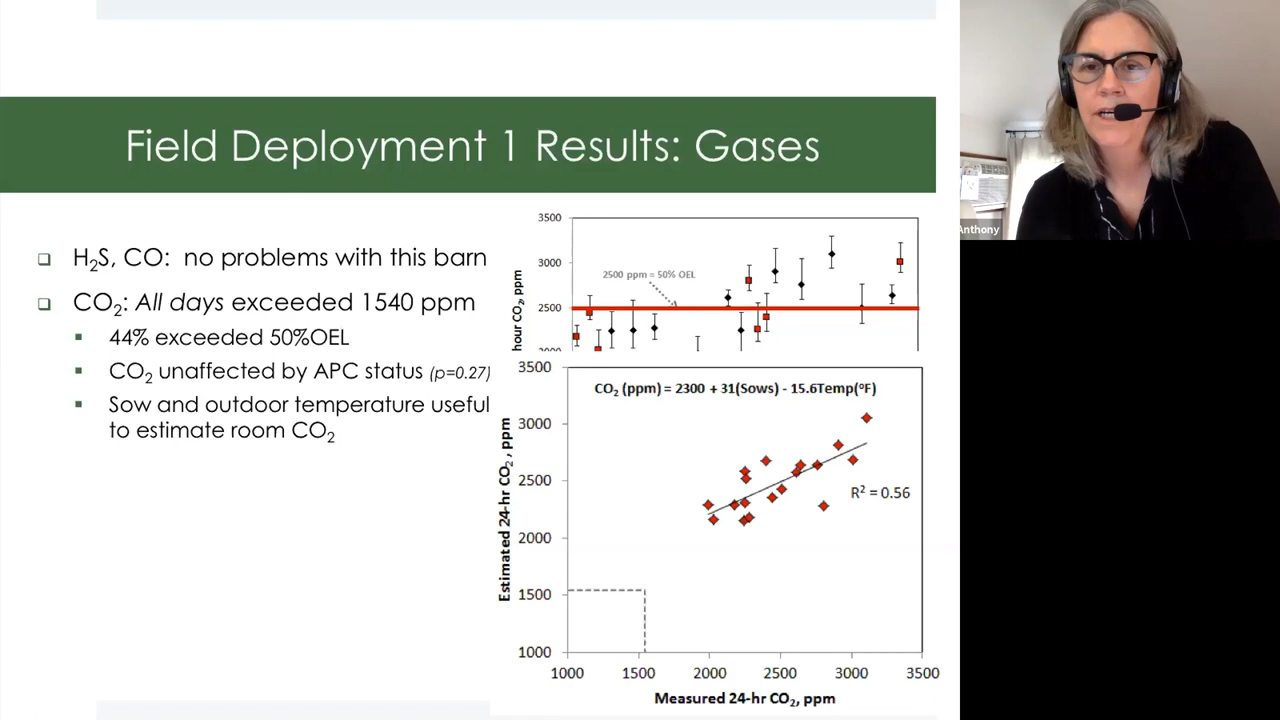 Field Deployment 1 Results: Gases
H₂S, CO: no problems with this barn
CO₂: All days exceeded 1540 ppm
44% exceeded 50%OEL
CO₂ unaffected by APC status (p=0.27)
Sow and outdoor temperature useful
to estimate room CO₂
3500
3000
2500
hour CO₂, ppm
2500 ppm = 50% OEL
3500
3000
2500
2000
1500
1000
Estimated 24-hr CO₂ , ppm
CO₂ (ppm) = 2300 + 31(Sows) - 15.6Temp(°F)
R² = 0.56
1000 1500 2000 2500 3000 3500
Measured 24-hr CO₂, ppm
Anthony